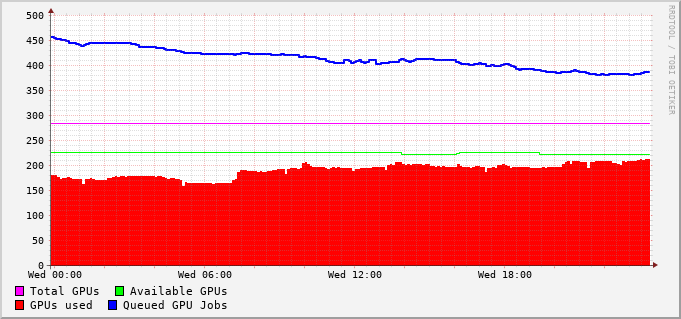 500
450
400
350
300
250
200
150
100
50
0
Wed 00:00 Wed 06:00 Wed 12:00 Wed 18:00
Total GPUs Available GPUs
GPUs used Queued GPU Jobs
RRDTOOL / TOBI OETIKER